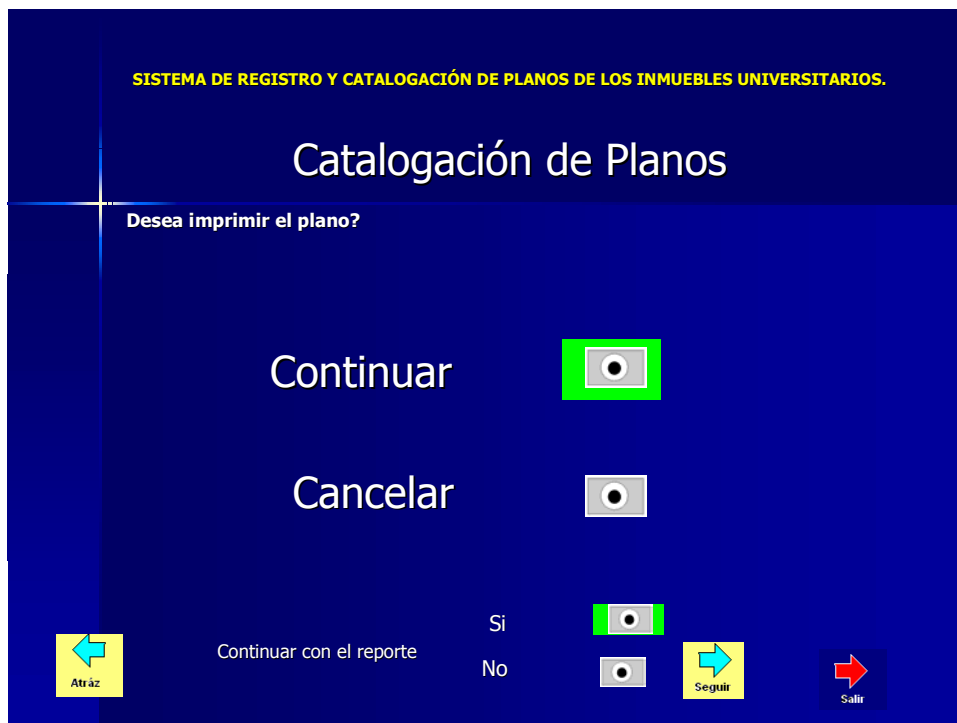 SISTEMA DE REGISTRO Y CATALOGACIÓN DE PLANOS DE LOS INMUEBLES UNIVERSITARIOS.
Catalogación de Planos
Desea imprimir el plano?
Continuar
Cancelar
Si
Continuar con el reporte
No
Atráz
Seguir
Salir